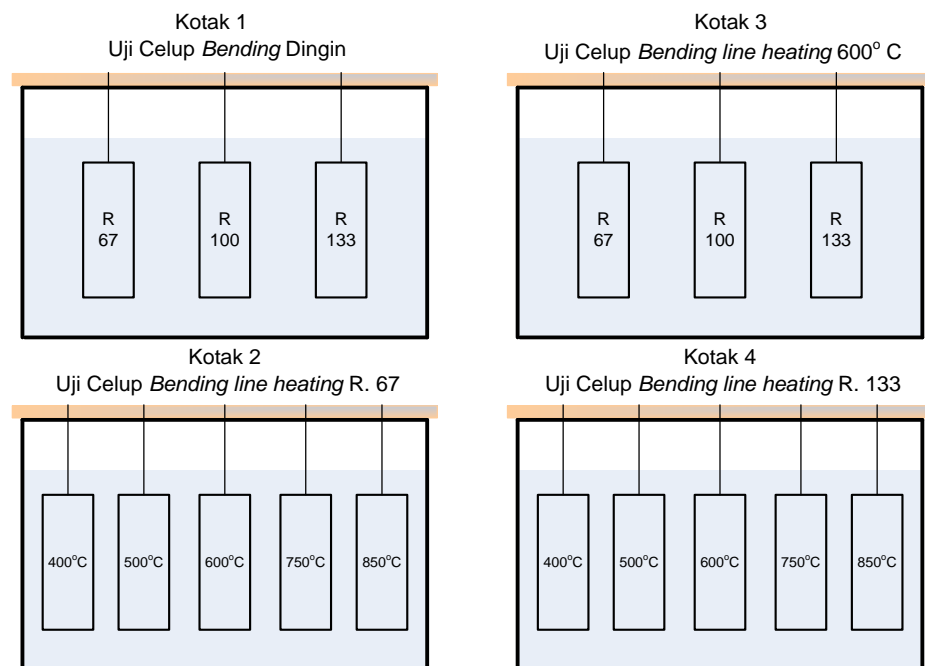 Kotak 1
Uji Celup Bending Dingin
R
67
R
100
R
133
Kotak 3
Uji Celup Bending line heating 600° C
R
67
R
100
R
133
Kotak 2
Uji Celup Bending line heating R. 67
400°C
500°C
600°C
750°C
850°C
Kotak 4
Uji Celup Bending line heating R. 133
400°C
500°C
600°C
750°C
850°C